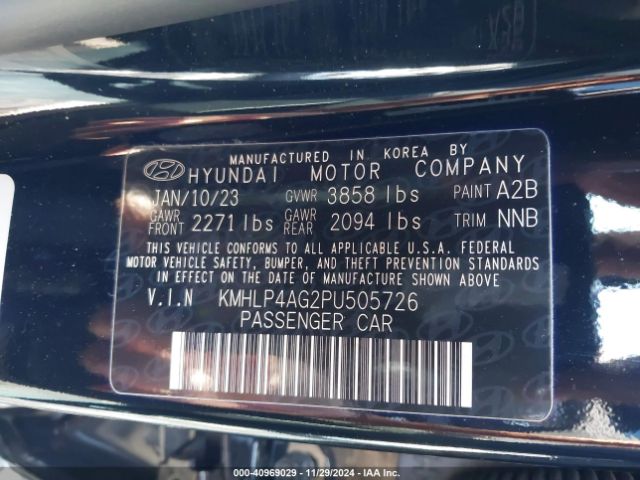 MANUFACTURED IN KOREA BY
HYUNDAI MOTOR COMPANY
JAN/10/23 GVWR 3858 lbs PAINT A2B
GAWR FRONT 2271 lbs GAWR REAR 2094 lbs TRIM NNB
THIS VEHICLE CONFORMS TO ALL APPLICABLE U.S.A. FEDERAL
MOTOR VEHICLE SAFETY, BUMPER, AND THEFT PREVENTION STANDARDS
IN EFFECT ON THE DATE OF MANUFACTURE SHOWN ABOVE
V.I.N KMHLP4AG2PU505726
PASSENGER CAR
000-40969029 - 11/29/2024 - IAA Inc.